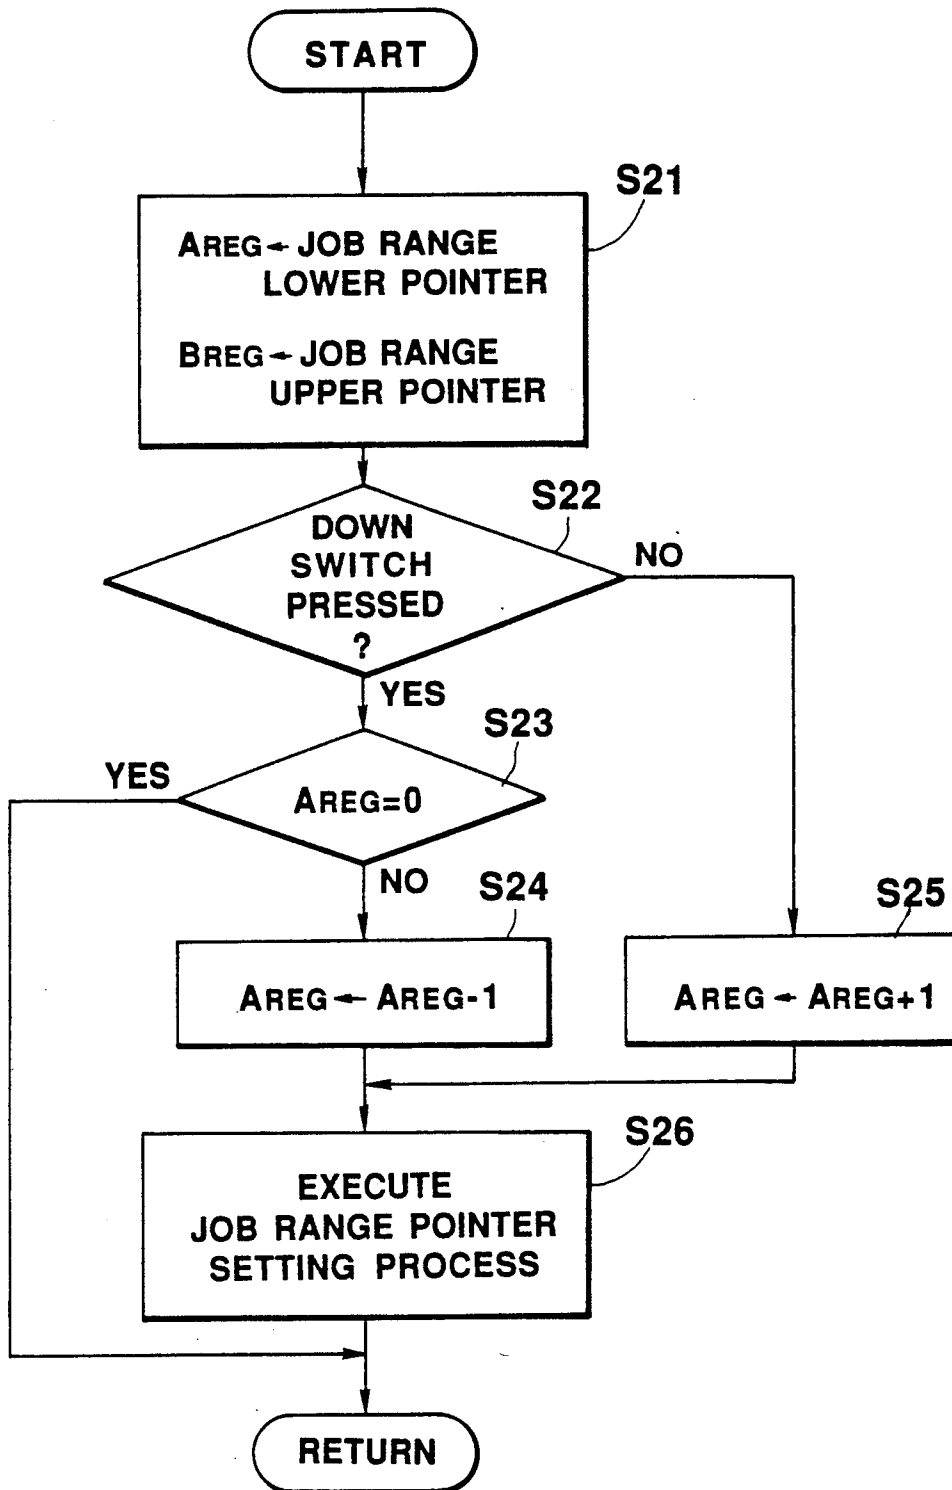 START
S21
AREG←JOB RANGE
LOWER POINTER
BREG←JOB RANGE
UPPER POINTER
S22
DOWN
SWITCH
PRESSED
?
NO
YES
S23
YES
AREG=0
NO
S24
S25
AREG←AREG-1
AREG←AREG+1
S26
EXECUTE
JOB RANGE POINTER
SETTING PROCESS
RETURN